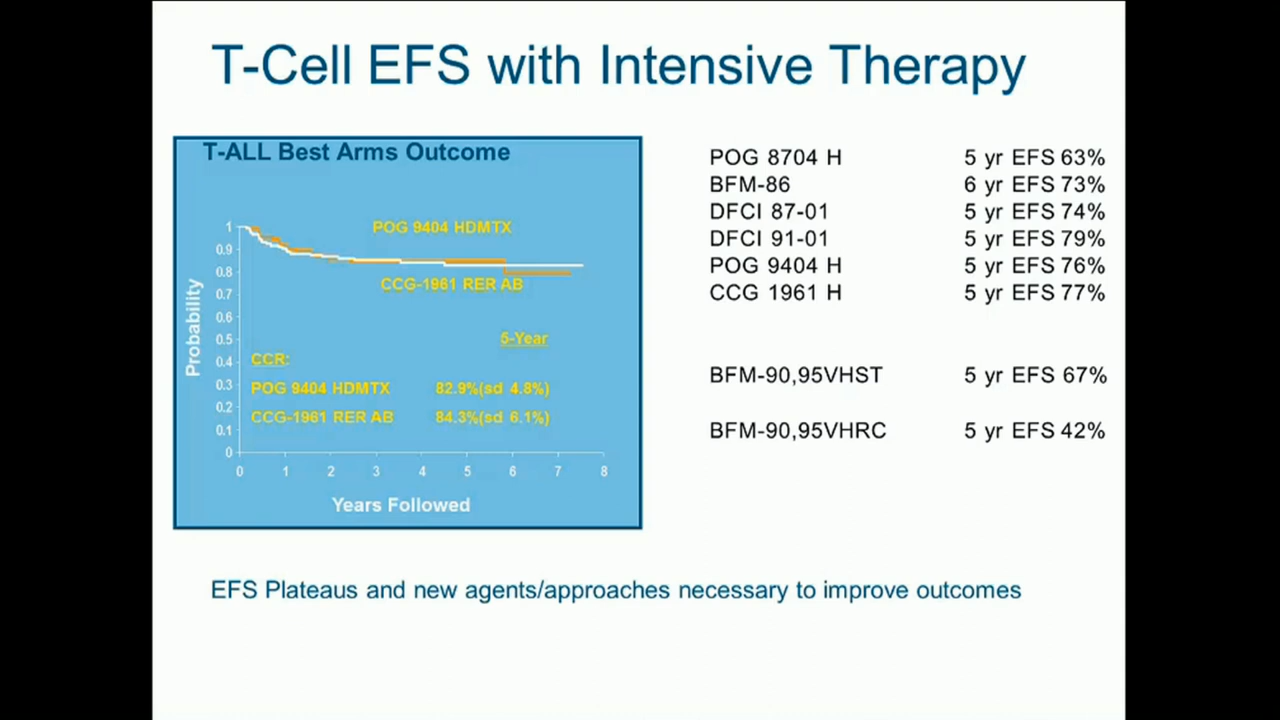 T-Cell EFS with Intensive Therapy
T-ALL Best Arms Outcome
POG 9404 HDMTX
CCG-1961 RER AB
Probability
1
0.9
0.8
0.7
0.6
0.5
0.4
0.3
0.2
0.1
0
5-Year
CCR:
POG 9404 HDMTX 82.9%(sd 4.8%)
CCG-1961 RER AB 84.3%(sd 6.1%)
0 1 2 3 4 5 6 7 8
Years Followed
POG 8704 H 5 yr EFS 63%
BFM-86 6 yr EFS 73%
DFCI 87-01 5 yr EFS 74%
DFCI 91-01 5 yr EFS 79%
POG 9404 H 5 yr EFS 76%
CCG 1961 H 5 yr EFS 77%
BFM-90,95VHST 5 yr EFS 67%
BFM-90,95VHRC 5 yr EFS 42%
EFS Plateaus and new agents/approaches necessary to improve outcomes